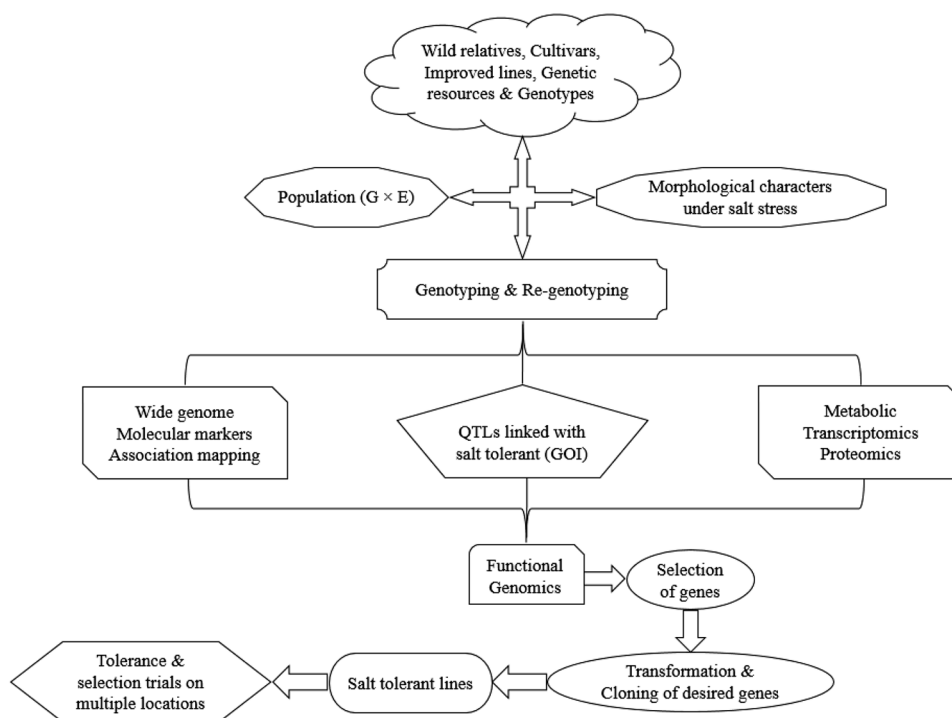 Wild relatives, Cultivars,
Improved lines, Genetic
resources & Genotypes
Population (G × E)
Morphological characters
under salt stress
Genotyping & Re-genotyping
Wide genome
Molecular markers
Association mapping
QTLs linked with
salt tolerant (GOI)
Metabolic
Transcriptomics
Proteomics
Functional
Genomics
Selection
of genes
Transformation &
Cloning of desired genes
Salt tolerant lines
Tolerance &
selection trials on
multiple locations